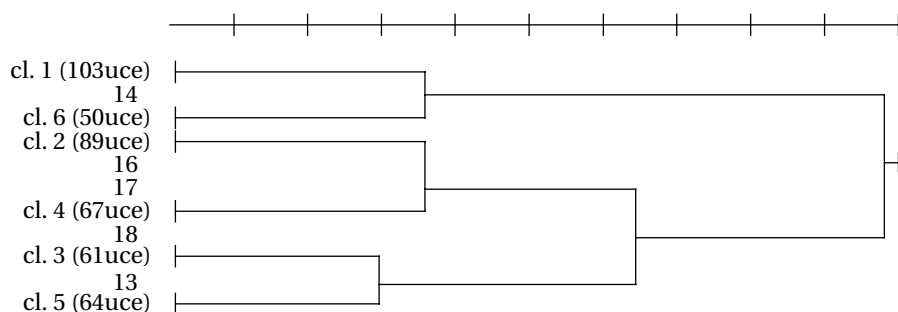 cl. 1 (103uce)
14
cl. 6 (50uce)
cl. 2 (89uce)
16
17
cl. 4 (67uce)
18
cl. 3 (61uce)
13
cl. 5 (64uce)